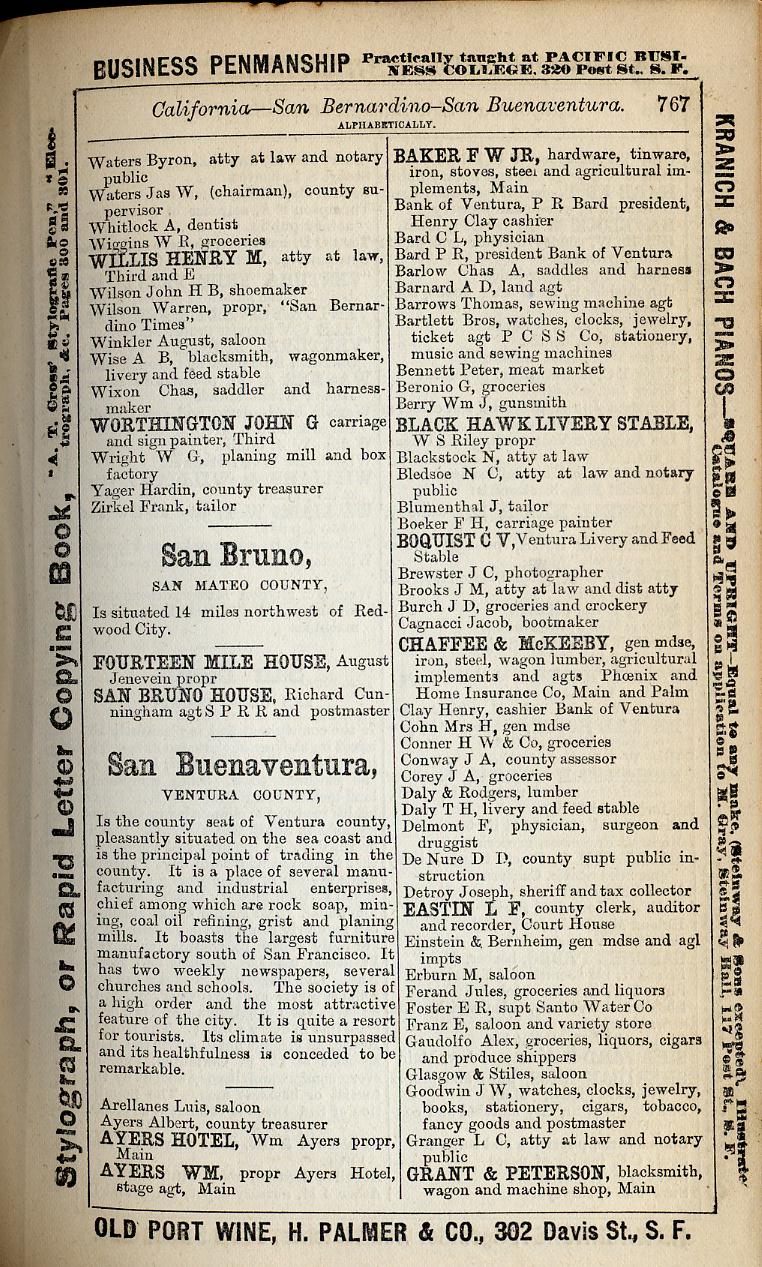 BUSINESS PENMANSHIP Practically taught at PACIFIC BUSI-
NESS COLLEGE, 320 Post St., S. F.
California—San Bernardino–San Buenaventura. 767
ALPHABETICALLY.
Waters Byron, atty at law and notary
public
Waters Jas W, (chairman), county su-
pervisor
Whitlock A, dentist
Wiggins W R, groceries
WILLIS HENRY M, atty at law,
Third and E
Wilson John H B, shoemaker
Wilson Warren, propr, "San Bernar-
dino Times"
Winkler August, saloon
Wise A B, blacksmith, wagonmaker,
livery and feed stable
Wixon Chas, saddler and harness-
maker
WORTHINGTON JOHN G carriage
and sign painter, Third
Wright W G, planing mill and box
factory
Yager Hardin, county treasurer
Zirkel Frank, tailor
San Bruno,
SAN MATEO COUNTY,
Is situated 14 miles northwest of Red-
wood City.
FOURTEEN MILE HOUSE, August
Jenevein propr
SAN BRUNO HOUSE, Richard Cun-
ningham agt S P R R and postmaster
San Buenaventura,
VENTURA COUNTY,
Is the county seat of Ventura county,
pleasantly situated on the sea coast and
is the principal point of trading in the
county. It is a place of several manu-
facturing and industrial enterprises,
chief among which are rock soap, min-
ing, coal oil refining, grist and planing
mills. It boasts the largest furniture
manufactory south of San Francisco. It
has two weekly newspapers, several
churches and schools. The society is of
a high order and the most attractive
feature of the city. It is quite a resort
for tourists. Its climate is unsurpassed
and its healthfulness is conceded to be
remarkable.
Arellanes Luis, saloon
Ayers Albert, county treasurer
AYERS HOTEL, Wm Ayers propr,
Main
AYERS WM, propr Ayers Hotel,
stage agt, Main
BAKER F W JR, hardware, tinware,
iron, stoves, steel and agricultural im-
plements, Main
Bank of Ventura, P R Bard president,
Henry Clay cashier
Bard C L, physician
Bard P R, president Bank of Ventura
Barlow Chas A, saddles and harness
Barnard A D, land agt
Barrows Thomas, sewing machine agt
Bartlett Bros, watches, clocks, jewelry,
ticket agt P C S S Co, stationery,
music and sewing machines
Bennett Peter, meat market
Beronio G, groceries
Berry Wm J, gunsmith
BLACK HAWK LIVERY STABLE,
W S Riley propr
Blackstock N, atty at law
Bledsoe N C, atty at law and notary
public
Blumenthal J, tailor
Boeker F H, carriage painter
BOQUIST C V, Ventura Livery and Feed
Stable
Brewster J C, photographer
Brooks J M, atty at law and dist atty
Burch J D, groceries and crockery
Cagnacci Jacob, bootmaker
CHAFFEE & McKEEBY, gen mdse,
iron, steel, wagon lumber, agricultural
implements and agts Phœnix and
Home Insurance Co, Main and Palm
Clay Henry, cashier Bank of Ventura
Cohn Mrs H, gen mdse
Conner H W & Co, groceries
Conway J A, county assessor
Corey J A, groceries
Daly & Rodgers, lumber
Daly T H, livery and feed stable
Delmont F, physician, surgeon and
druggist
De Nure D D, county supt public in-
struction
Detroy Joseph, sheriff and tax collector
EASTIN L F, county clerk, auditor
and recorder, Court House
Einstein & Bernheim, gen mdse and agl
impts
Erburn M, saloon
Ferand Jules, groceries and liquors
Foster E R, supt Santo Water Co
Franz E, saloon and variety store
Gaudolfo Alex, groceries, liquors, cigars
and produce shippers
Glasgow & Stiles, saloon
Goodwin J W, watches, clocks, jewelry,
books, stationery, cigars, tobacco,
fancy goods and postmaster
Granger L C, atty at law and notary
public
GRANT & PETERSON, blacksmith,
wagon and machine shop, Main
Stylograph, or Rapid Letter Copying Book, "A. T. Cross' Stylografic Pen," "Elec-
trograph, &c. Pages 300 and 301.
KRANICH & BACH PIANOS—SQUARE AND UPRIGHT—Equal to any make, (Steinway & Sons excepted). Illustrate
Catalogue and Terms on application to M. Gray, Steinway Hall, 117 Post St., S. F.
OLD PORT WINE, H. PALMER & CO., 302 Davis St., S. F.